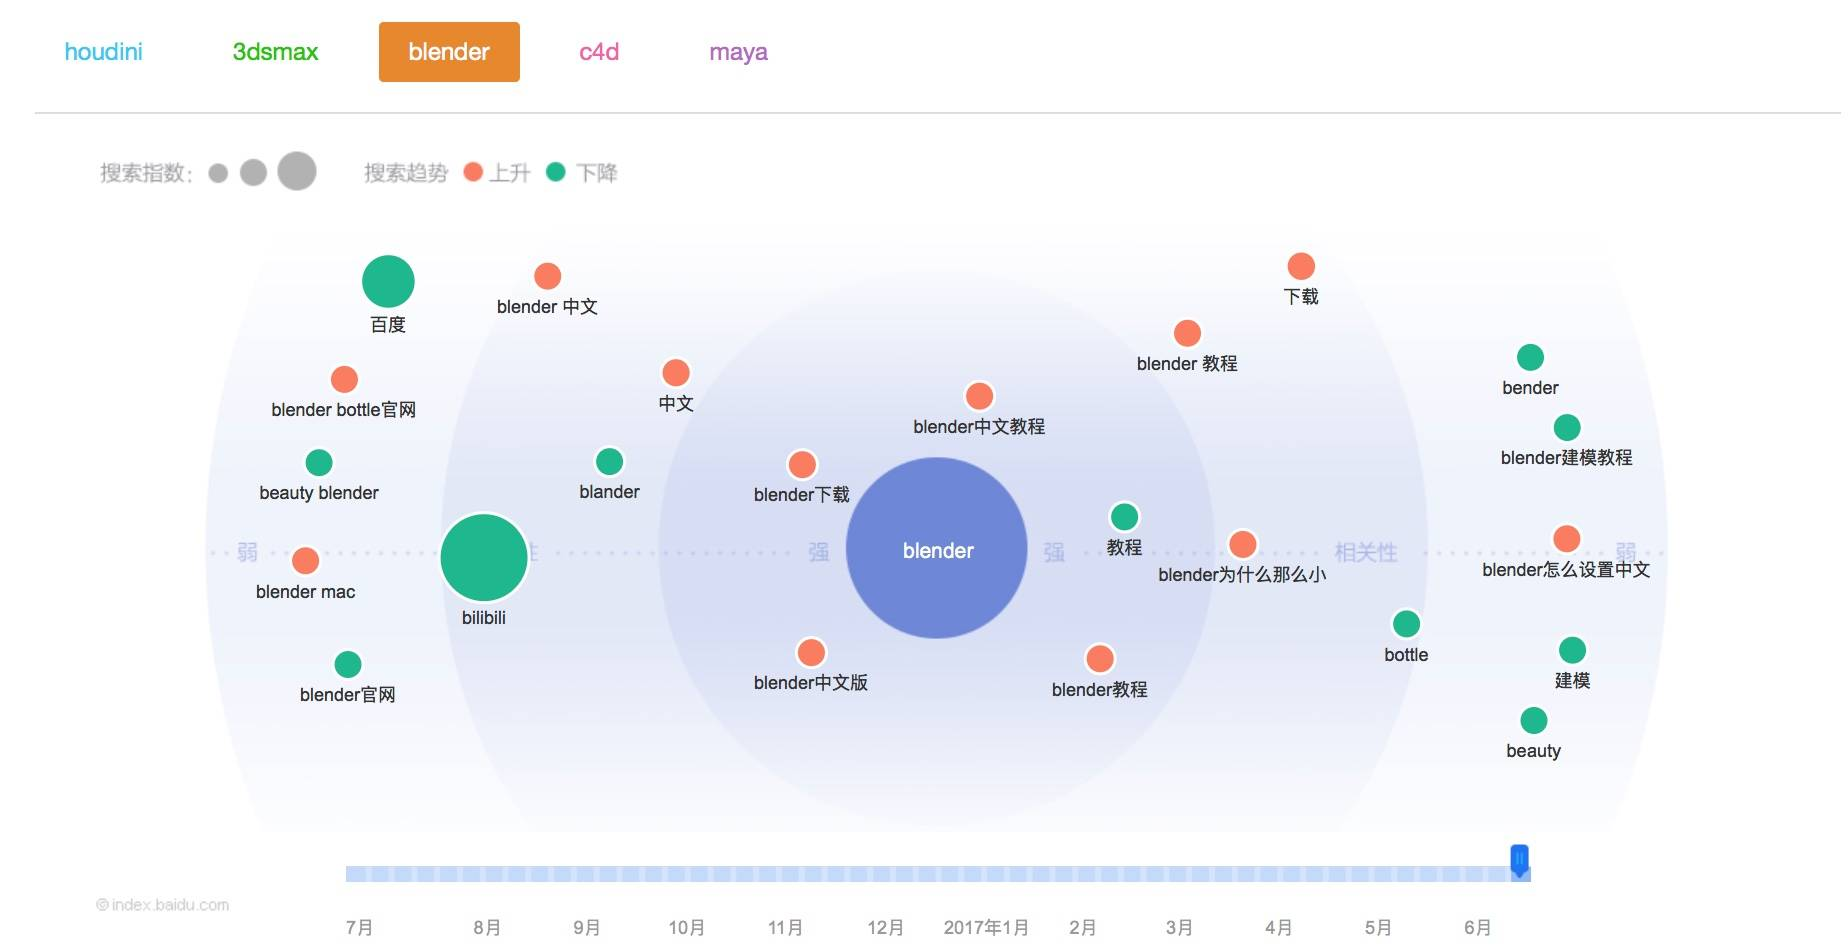 houdini 3dsmax blender c4d maya
搜索指数: 搜索趋势 上升 下降
下载
blender 中文
百度
blender 教程
bender
中文
blender bottle官网
blender中文教程
blender建模教程
blander
beauty blender
blender下载
教程
弱 性 强 blender 强 相关性 弱
blender怎么设置中文
blender为什么那么小
blender mac
bilibili
bottle
建模
blender中文版
blender教程
blender官网
beauty
©index.baidu.com
7月 8月 9月 10月 11月 12月 2017年1月 2月 3月 4月 5月 6月